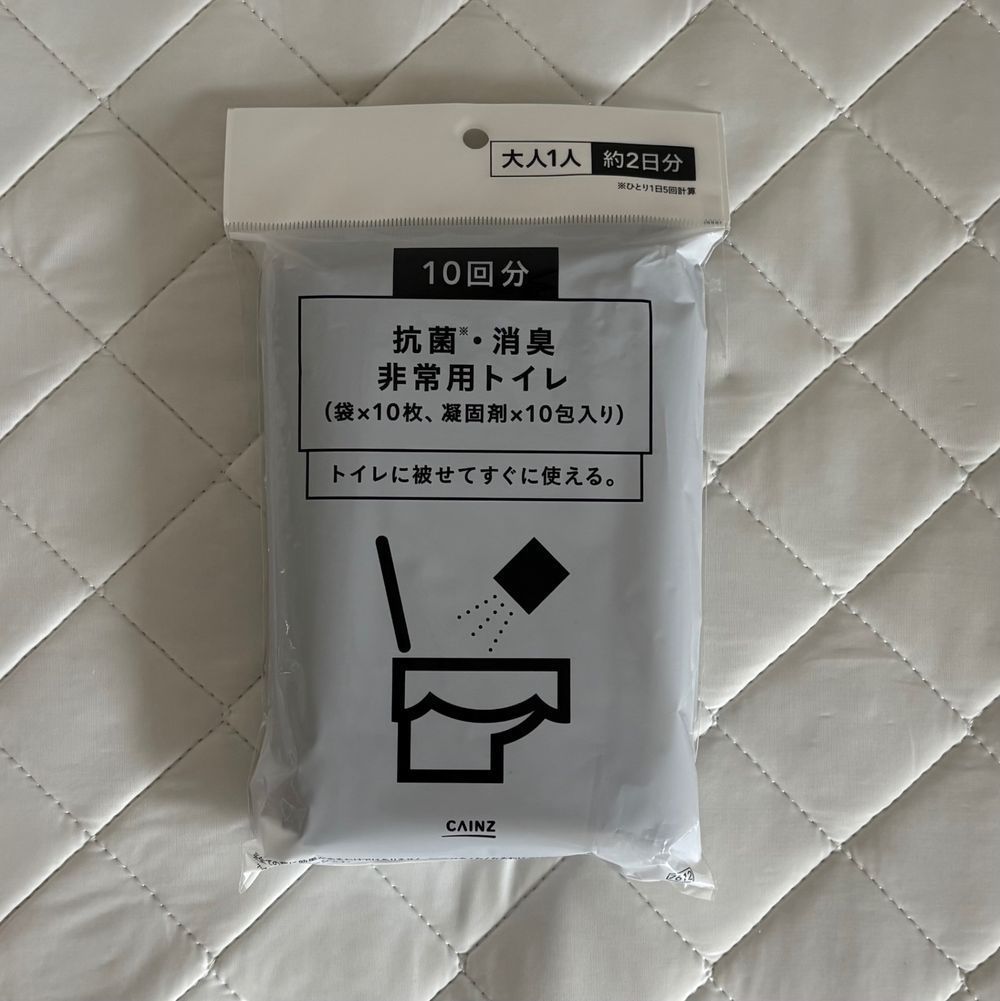 大人1人 約2日分
※ひとり1日5回計算
10回分
抗菌※・消臭
非常用トイレ
(袋×10枚、凝固剤×10包入り)
トイレに被せてすぐに使える。
CAINZ